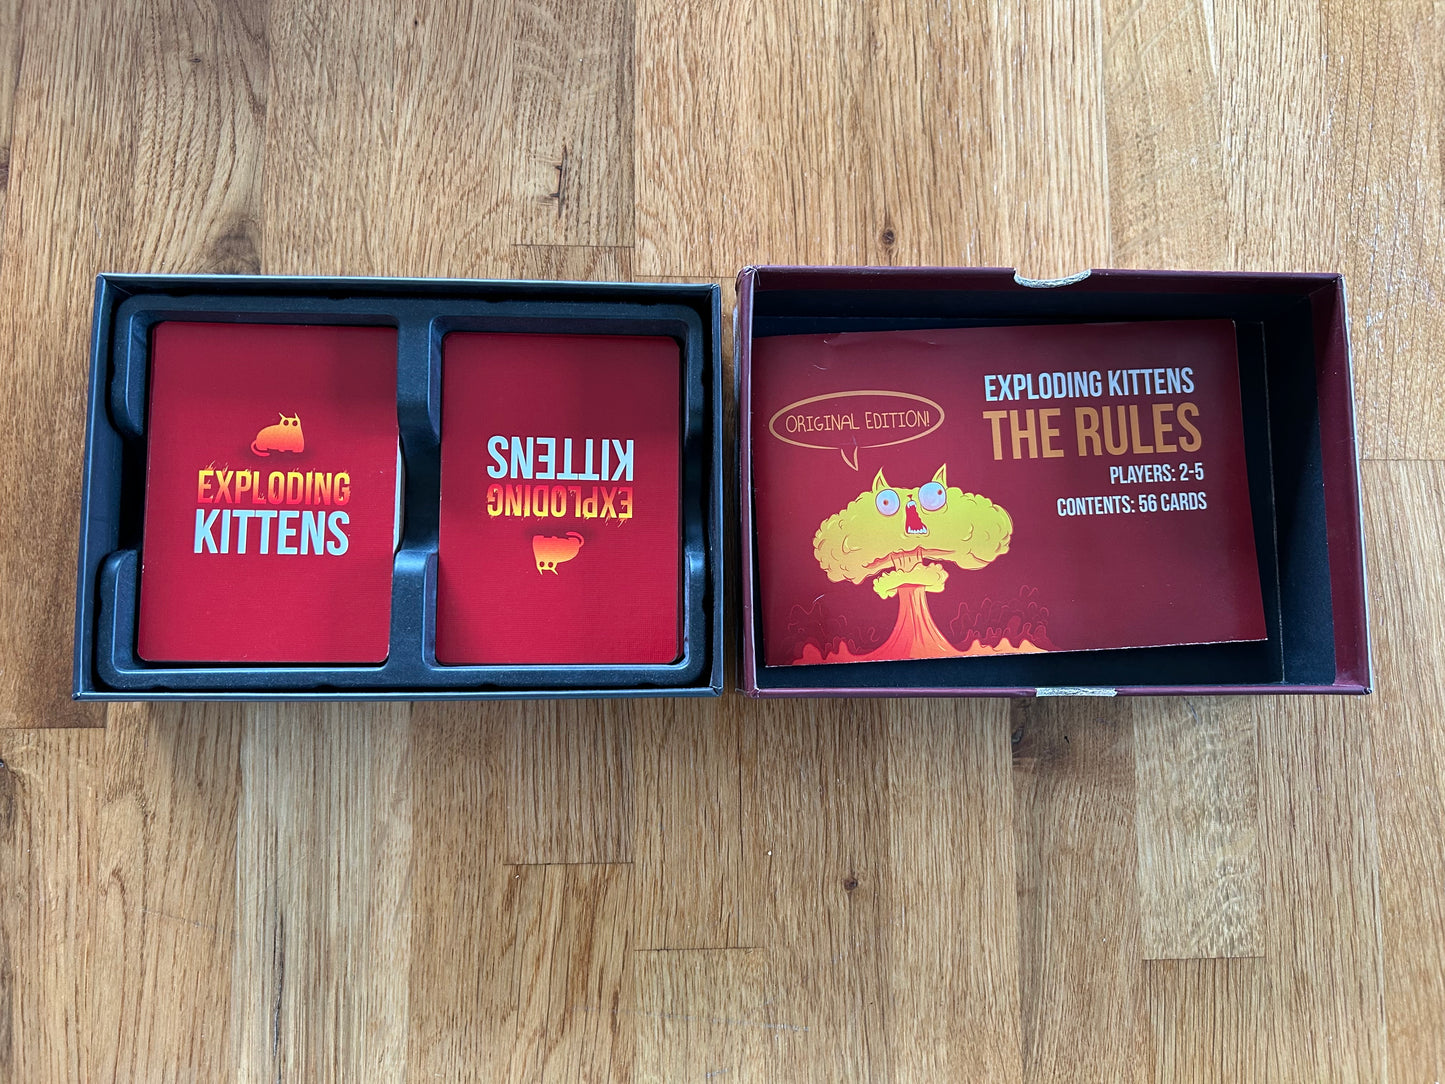 EXPLODING
KITTENS
EXPLODING
KITTENS
ORIGINAL EDITION!
EXPLODING KITTENS
THE RULES
PLAYERS: 2-5
CONTENTS: 56 CARDS